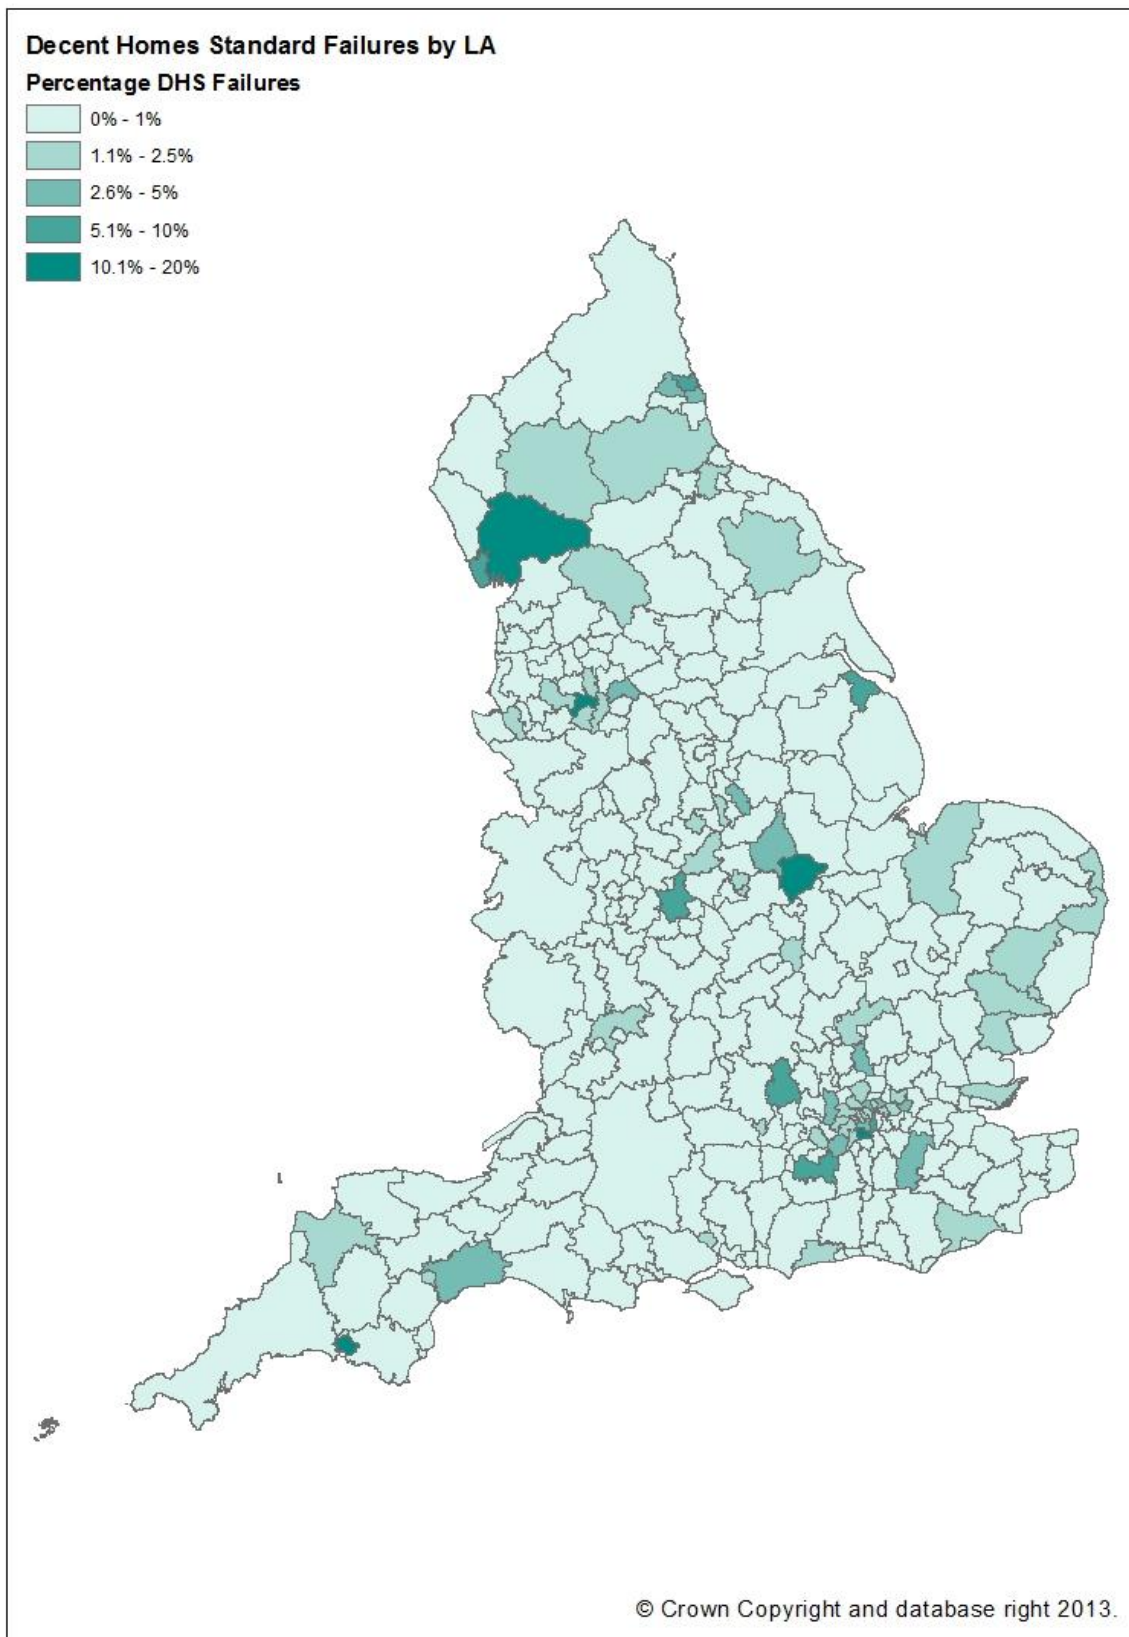 Decent Homes Standard Failures by LA
Percentage DHS Failures
0% - 1%
1.1% - 2.5%
2.6% - 5%
5.1% - 10%
10.1% - 20%
© Crown Copyright and database right 2013.